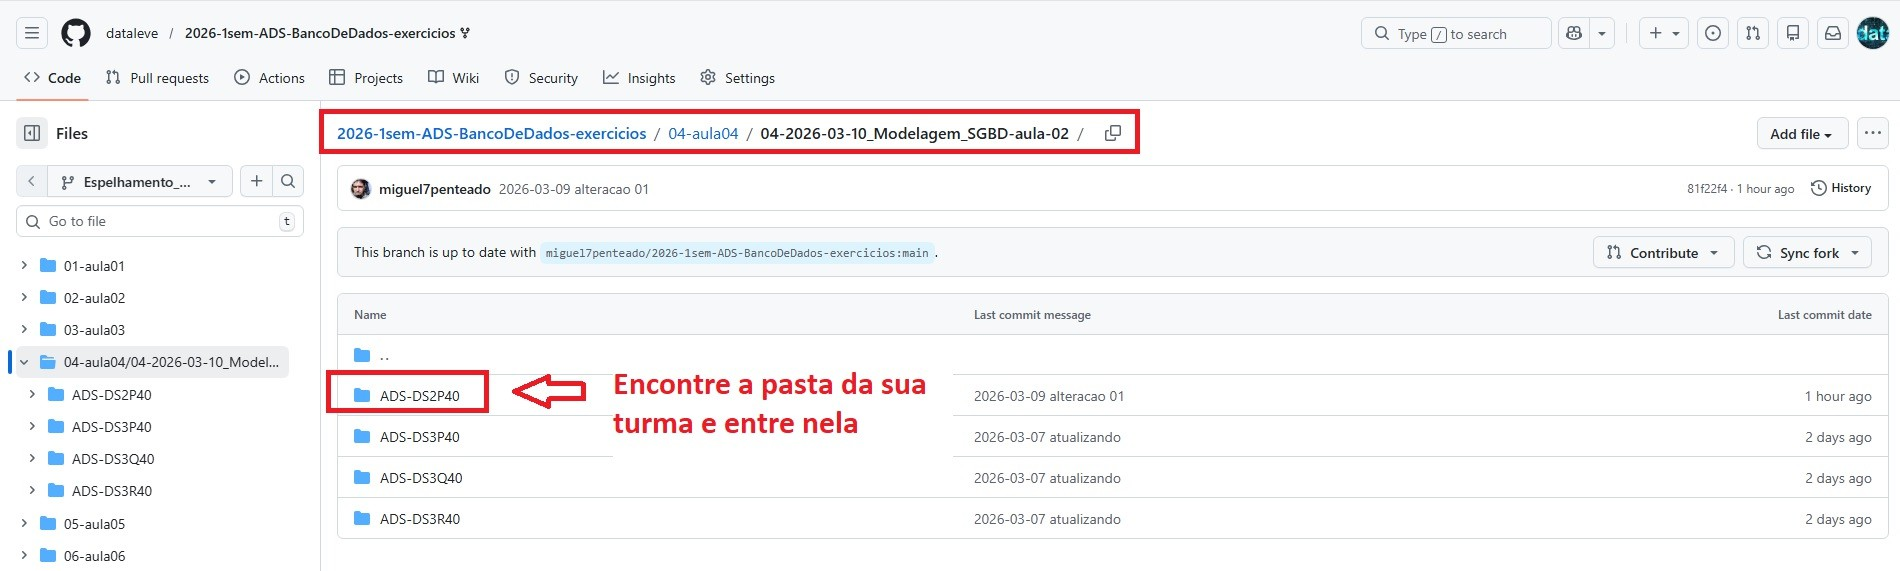 dataleve / 2026-1sem-ADS-BancoDeDados-exercicios
Type / to search
Code Pull requests Actions Projects Wiki Security Insights Settings
Files
2026-1sem-ADS-BancoDeDados-exercicios / 04-aula04 / 04-2026-03-10_Modelagem_SGBD-aula-02 /
Add file
Espelhamento_...
Go to file t
01-aula01
02-aula02
03-aula03
04-aula04/04-2026-03-10_Model...
ADS-DS2P40
ADS-DS3P40
ADS-DS3Q40
ADS-DS3R40
05-aula05
06-aula06
miguel7penteado 2026-03-09 alteracao 01
81f22f4 · 1 hour ago History
This branch is up to date with miguel7penteado/2026-1sem-ADS-BancoDeDados-exercicios:main .
Contribute Sync fork
Name Last commit message Last commit date
..
ADS-DS2P40 2026-03-09 alteracao 01 1 hour ago
ADS-DS3P40 2026-03-07 atualizando 2 days ago
ADS-DS3Q40 2026-03-07 atualizando 2 days ago
ADS-DS3R40 2026-03-07 atualizando 2 days ago
Encontre a pasta da sua
turma e entre nela
dat